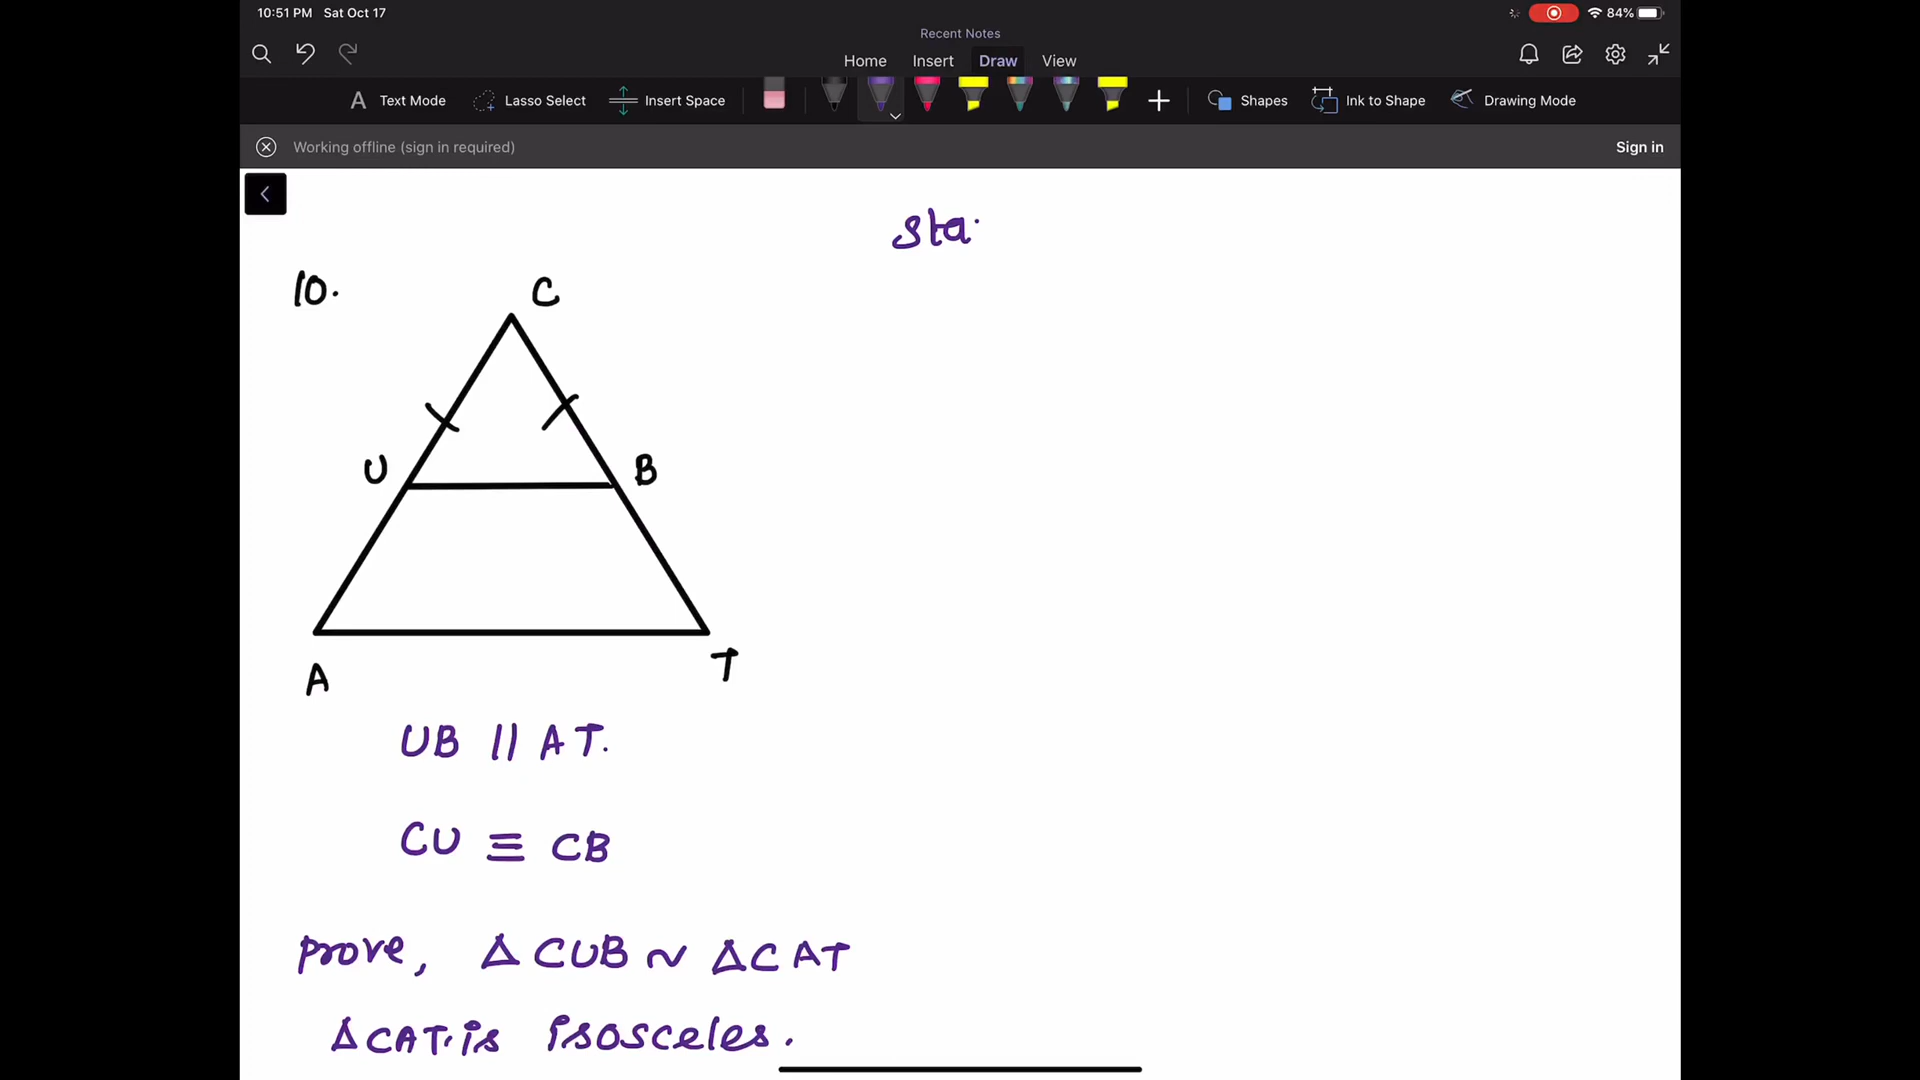 10:51 PM Sat Oct 17
84%
Recent Notes
Home Insert Draw View
A Text Mode Lasso Select Insert Space Shapes Ink to Shape Drawing Mode
Working offline (sign in required) Sign in
sta
10.
C
U
B
A
T
UB || AT.
CU ≡ CB
prove, Δ CUB ~ ΔCAT
ΔCAT is isosceles.